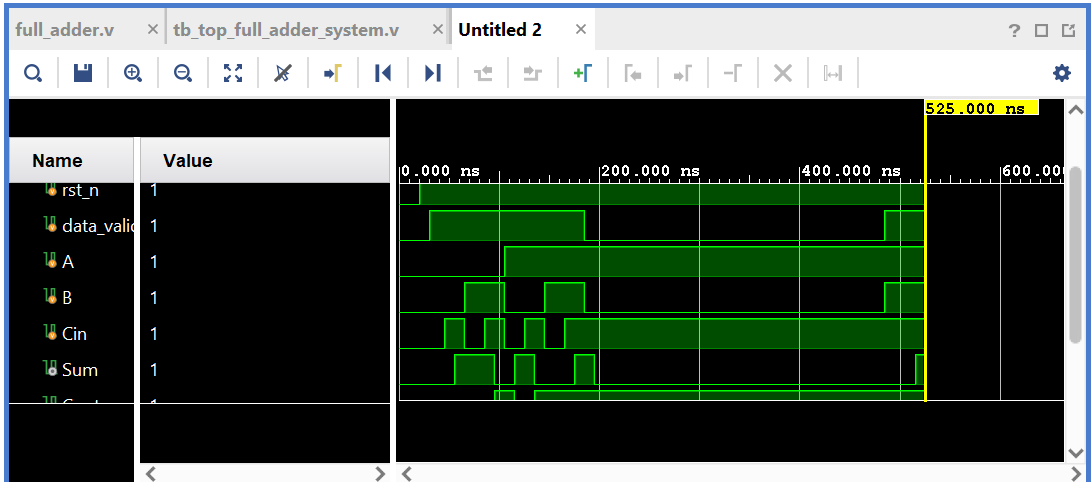 full_adder.v × tb_top_full_adder_system.v × Untitled 2 × ?
525.000 ns
Name Value
0.000 ns 200.000 ns 400.000 ns 600.00
rst_n 1
data_valid 1
A 1
B 1
Cin 1
Sum 1